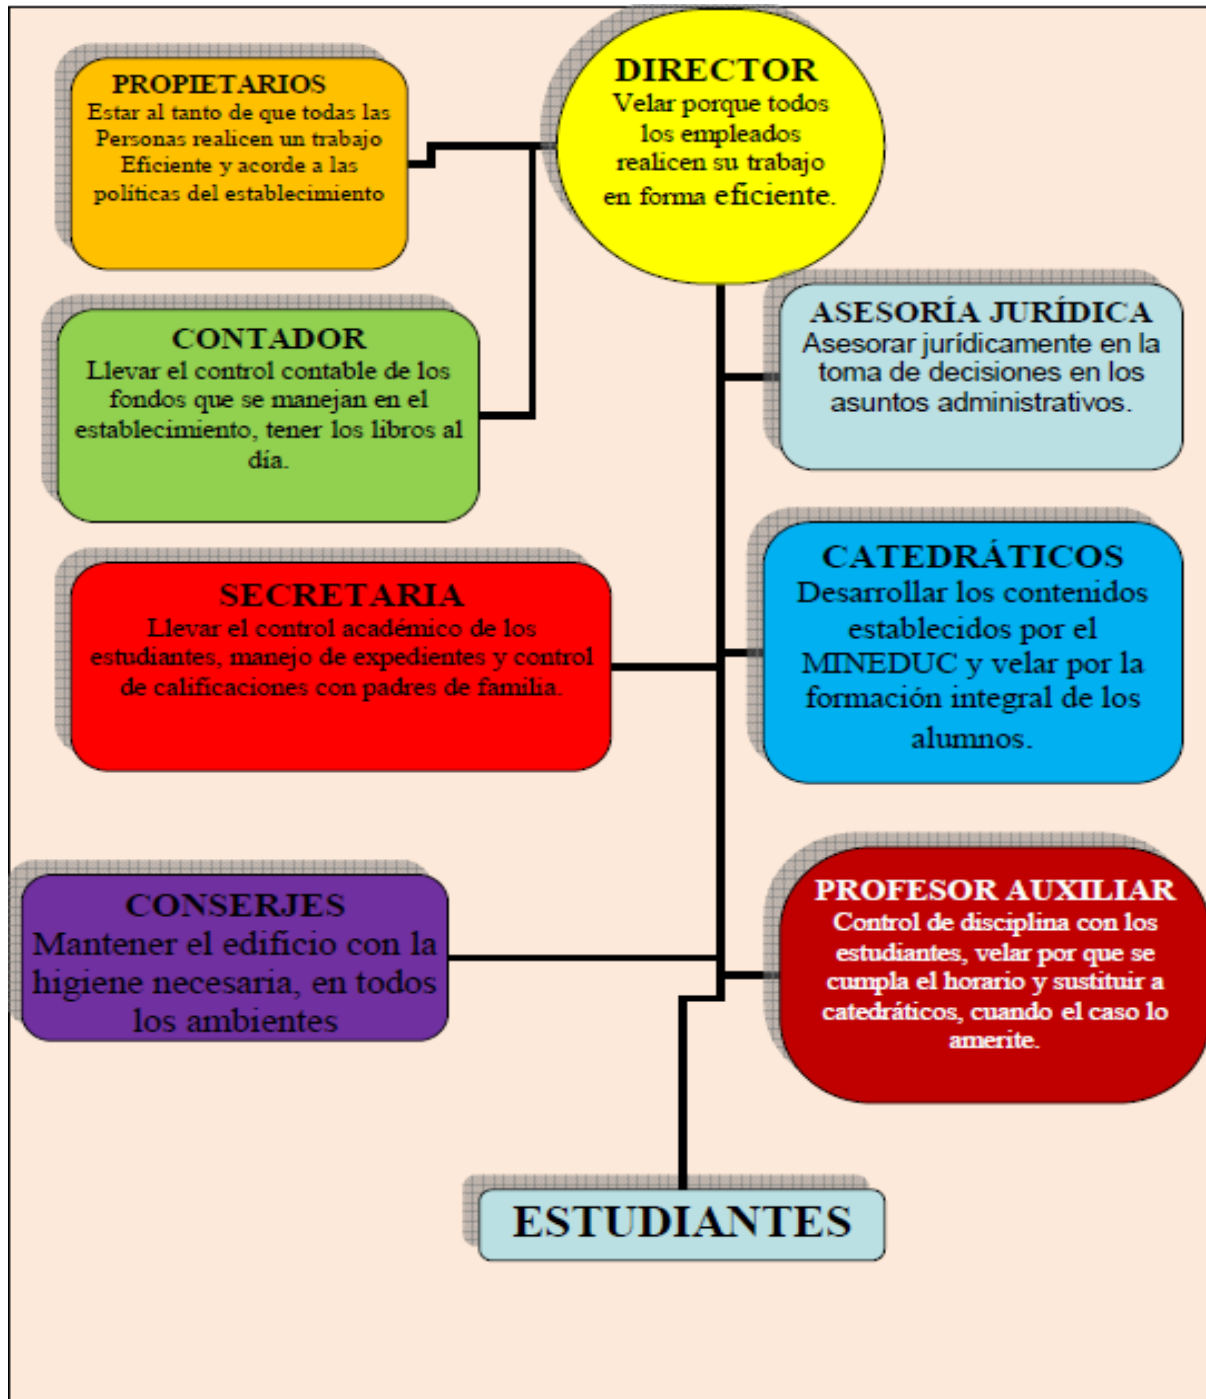 PROPIETARIOS
Estar al tanto de que todas las
Personas realicen un trabajo
Eficiente y acorde a las
políticas del establecimiento
DIRECTOR
Velar porque todos
los empleados
realicen su trabajo
en forma eficiente.
CONTADOR
Llevar el control contable de los
fondos que se manejan en el
establecimiento, tener los libros al
día.
ASESORÍA JURÍDICA
Asesorar jurídicamente en la
toma de decisiones en los
asuntos administrativos.
SECRETARIA
Llevar el control académico de los
estudiantes, manejo de expedientes y control
de calificaciones con padres de familia.
CATEDRÁTICOS
Desarrollar los contenidos
establecidos por el
MINEDUC y velar por la
formación integral de los
alumnos.
CONSERJES
Mantener el edificio con la
higiene necesaria, en todos
los ambientes
PROFESOR AUXILIAR
Control de disciplina con los
estudiantes, velar por que se
cumpla el horario y sustituir a
catedráticos, cuando el caso lo
amerite.
ESTUDIANTES